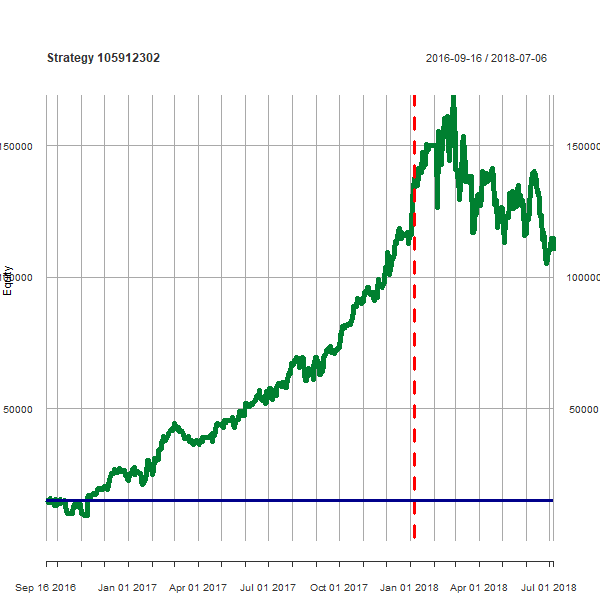 Strategy 105912302
2016-09-16 / 2018-07-06
150000
150000
100000
100000
Equity
50000
50000
Sep 16 2016
Jan 01 2017
Apr 01 2017
Jul 01 2017
Oct 01 2017
Jan 01 2018
Apr 01 2018
Jul 01 2018